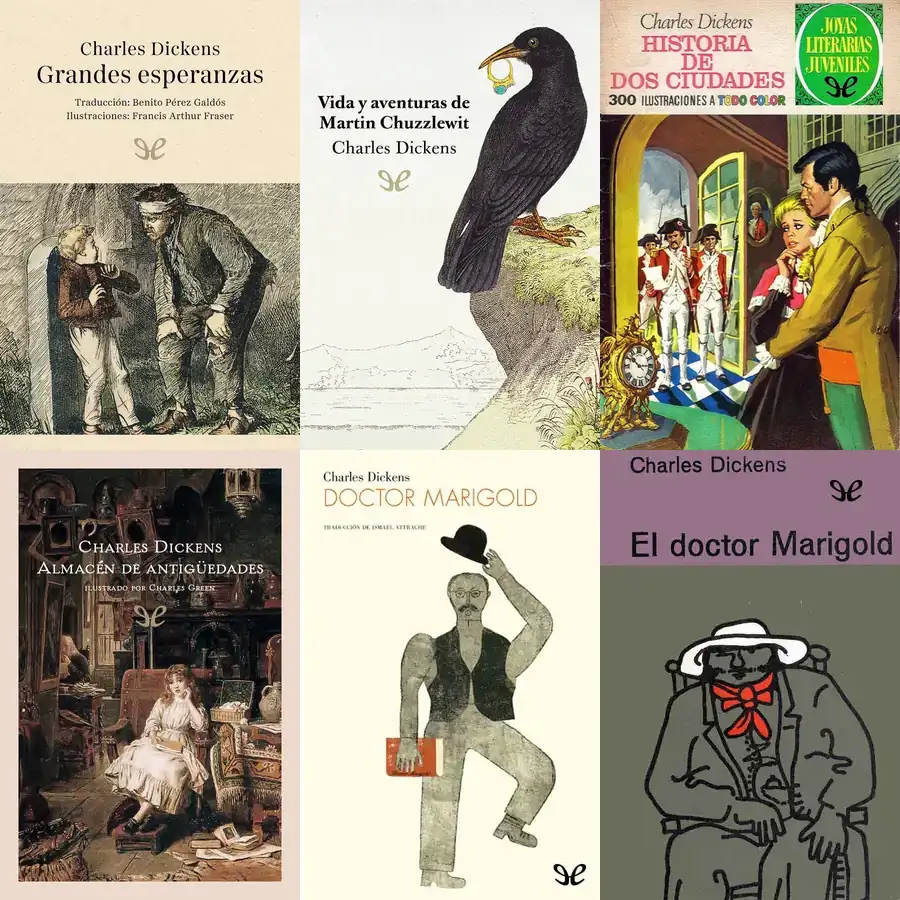 Charles Dickens
Grandes esperanzas
Traducción: Benito Pérez Galdós
Ilustraciones: Francis Arthur Fraser
Vida y aventuras de
Martin Chuzzlewit
Charles Dickens
Charles Dickens
HISTORIA
DE
DOS CIUDADES
300 ILUSTRACIONES A TODO COLOR
JOYAS
LITERARIAS
JUVENILES
CHARLES DICKENS
ALMACÉN DE ANTIGÜEDADES
ILUSTRADO POR CHARLES GREEN
Charles Dickens
DOCTOR MARIGOLD
TRADUCCIÓN DE ISMAEL ATTRACHE
Charles Dickens
El doctor Marigold